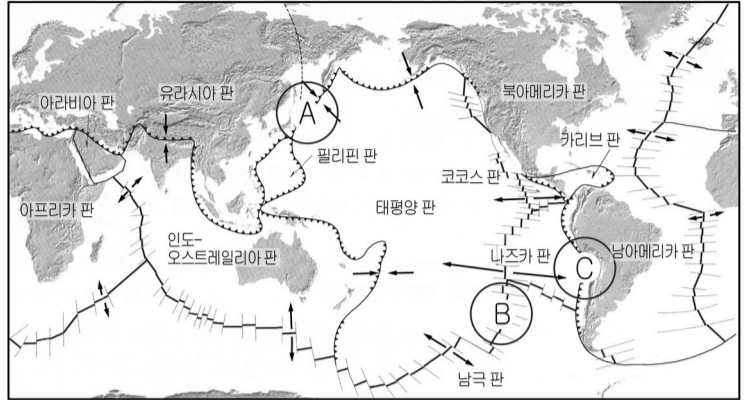 아라비아 판
유라시아 판
북아메리카 판
A
카리브 판
필리핀 판
코코스 판
아프리카 판
태평양 판
인도-
오스트레일리아 판
나즈카 판
남아메리카 판
C
B
남극 판